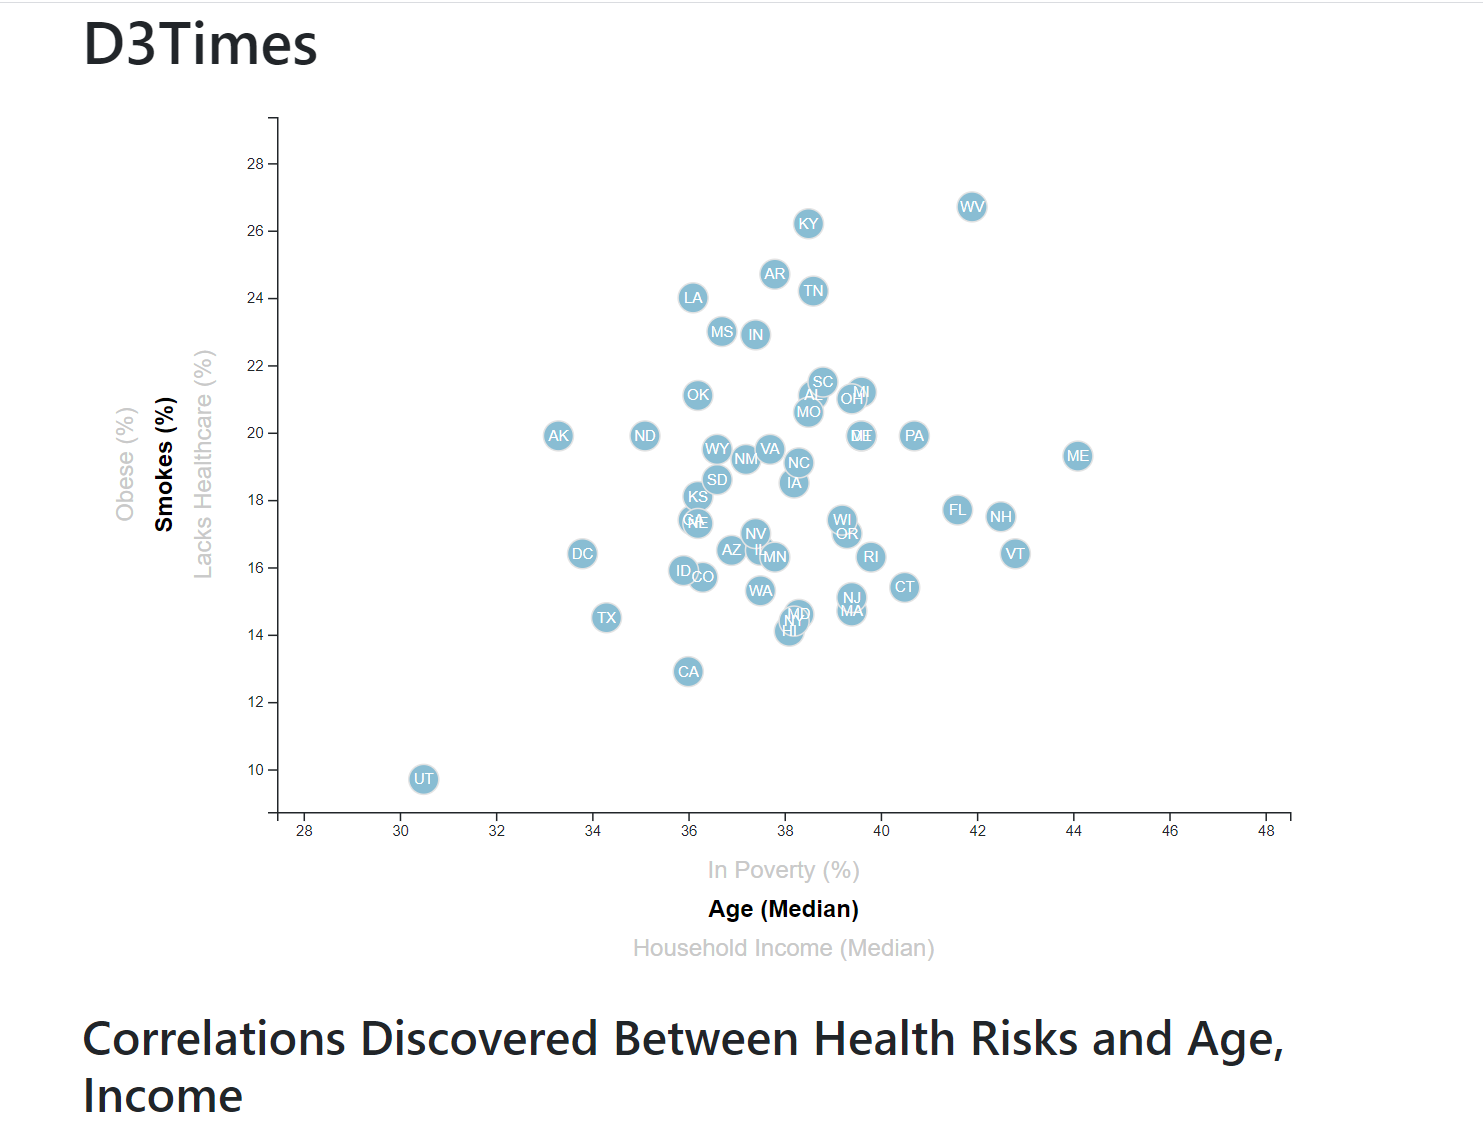 D3Times
28
26
24
22
20
18
16
14
12
10
Obese (%)
Smokes (%)
Lacks Healthcare (%)
WV
KY
AR
TN
LA
MS
IN
SC
OK
AL
MI
OH
MO
AK
ND
PA
WY
VA
NM
NC
ME
SD
IA
KS
FL
NH
WI
NE
NV
OR
DC
AZ
IL
MN
RI
VT
ID
CO
WA
CT
NJ
MA
TX
MD
NY
HI
CA
UT
28 30 32 34 36 38 40 42 44 46 48
In Poverty (%)
Age (Median)
Household Income (Median)
Correlations Discovered Between Health Risks and Age,
Income